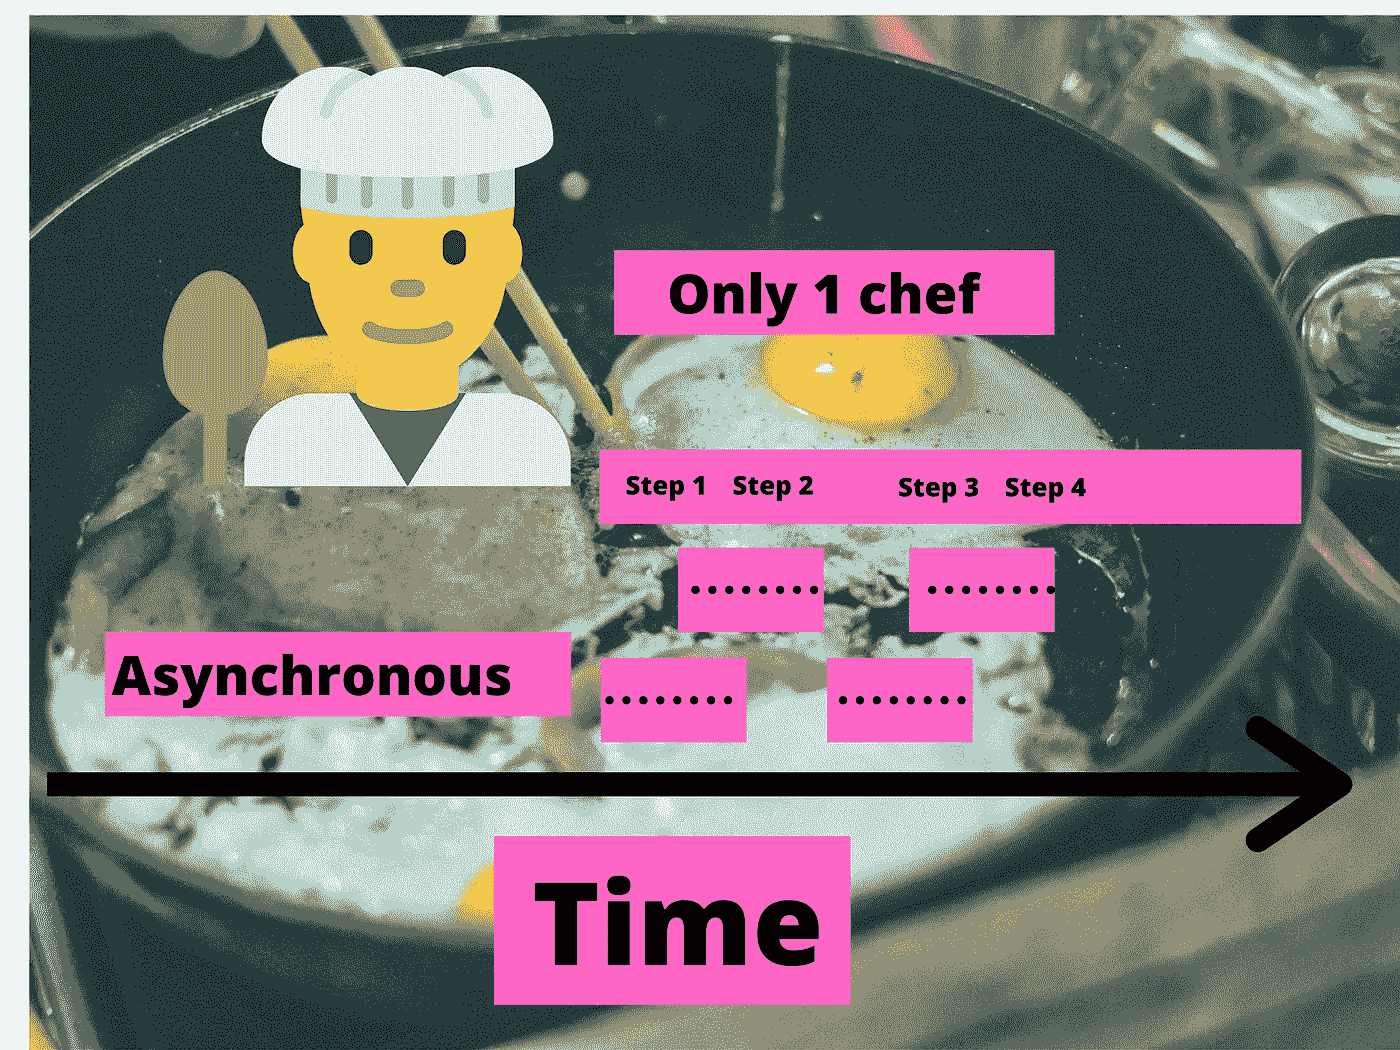 Only 1 chef
Step 1 Step 2 Step 3 Step 4
........ ........
Asynchronous
........ ........
Time